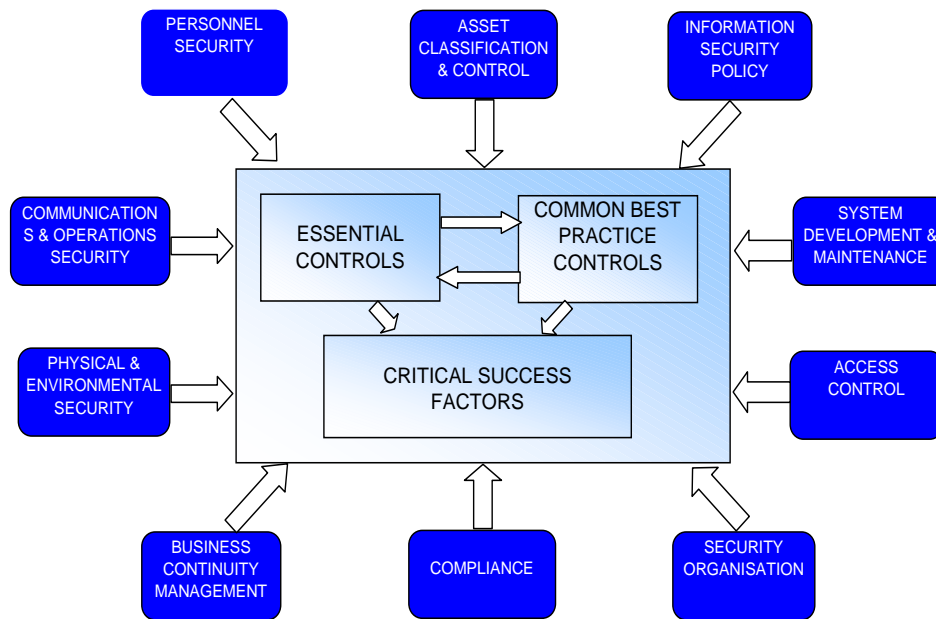 PERSONNEL
SECURITY
ASSET
CLASSIFICATION
& CONTROL
INFORMATION
SECURITY
POLICY
COMMUNICATION
S & OPERATIONS
SECURITY
ESSENTIAL
CONTROLS
COMMON BEST
PRACTICE
CONTROLS
SYSTEM
DEVELOPMENT &
MAINTENANCE
PHYSICAL &
ENVIRONMENTAL
SECURITY
CRITICAL SUCCESS
FACTORS
ACCESS
CONTROL
BUSINESS
CONTINUITY
MANAGEMENT
COMPLIANCE
SECURITY
ORGANISATION